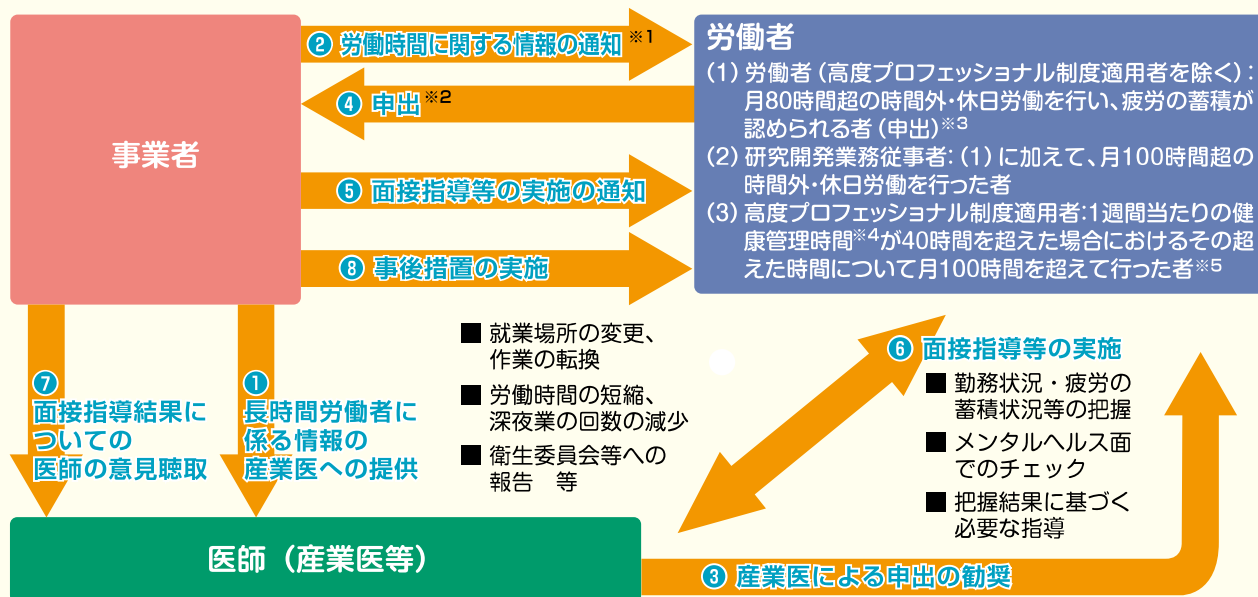 事業者
❷ 労働時間に関する情報の通知※1
❹ 申出※2
❺ 面接指導等の実施の通知
❽ 事後措置の実施
労働者
(1) 労働者(高度プロフェッショナル制度適用者を除く):
月80時間超の時間外・休日労働を行い、疲労の蓄積が
認められる者(申出)※3
(2) 研究開発業務従事者:(1)に加えて、月100時間超の
時間外・休日労働を行った者
(3) 高度プロフェッショナル制度適用者:1週間当たりの健
康管理時間※4が40時間を超えた場合におけるその超
えた時間について月100時間を超えて行った者※5
❼
面接指導結果に
ついての
医師の意見聴取
❶
長時間労働者に
係る情報の
産業医への提供
■ 就業場所の変更、
作業の転換
■ 労働時間の短縮、
深夜業の回数の減少
■ 衛生委員会等への
報告 等
❻ 面接指導等の実施
■ 勤務状況・疲労の
蓄積状況等の把握
■ メンタルヘルス面
でのチェック
■ 把握結果に基づく
必要な指導
医師(産業医等)
❸ 産業医による申出の勧奨